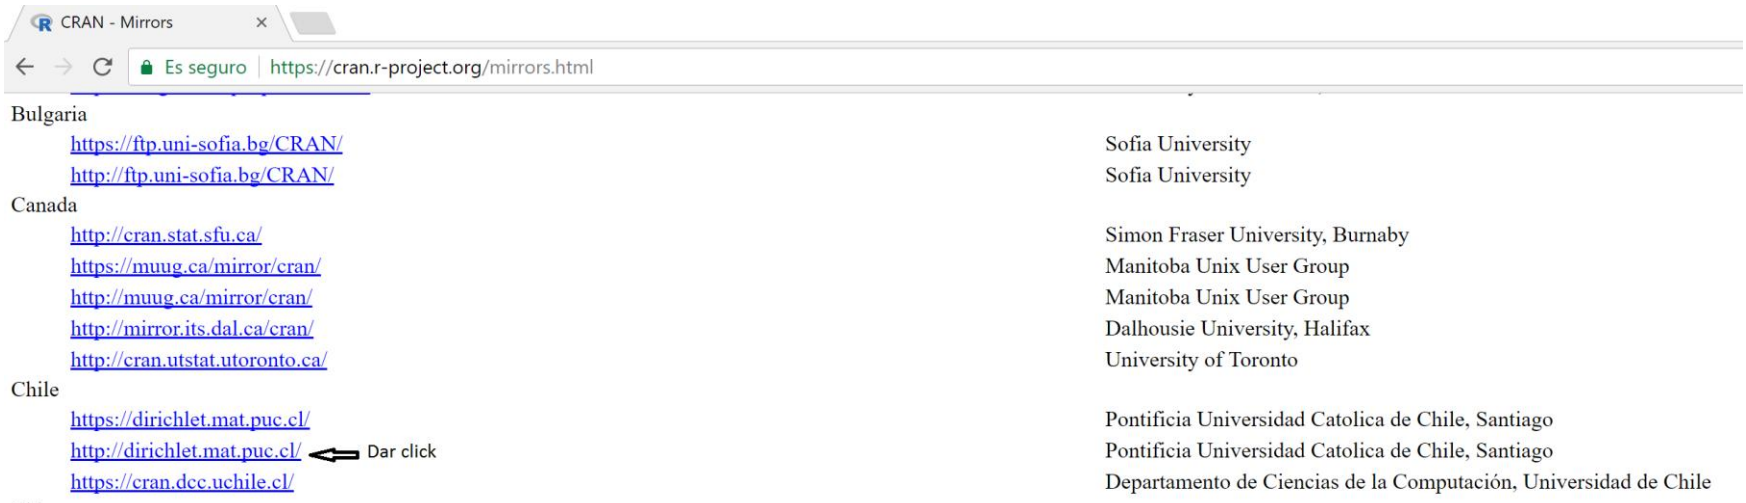 CRAN - Mirrors
Es seguro https://cran.r-project.org/mirrors.html
Bulgaria
https://ftp.uni-sofia.bg/CRAN/ Sofia University
http://ftp.uni-sofia.bg/CRAN/ Sofia University
Canada
http://cran.stat.sfu.ca/ Simon Fraser University, Burnaby
https://muug.ca/mirror/cran/ Manitoba Unix User Group
http://muug.ca/mirror/cran/ Manitoba Unix User Group
http://mirror.its.dal.ca/cran/ Dalhousie University, Halifax
http://cran.utstat.utoronto.ca/ University of Toronto
Chile
https://dirichlet.mat.puc.cl/ Pontificia Universidad Catolica de Chile, Santiago
http://dirichlet.mat.puc.cl/ Dar click Pontificia Universidad Catolica de Chile, Santiago
https://cran.dcc.uchile.cl/ Departamento de Ciencias de la Computación, Universidad de Chile